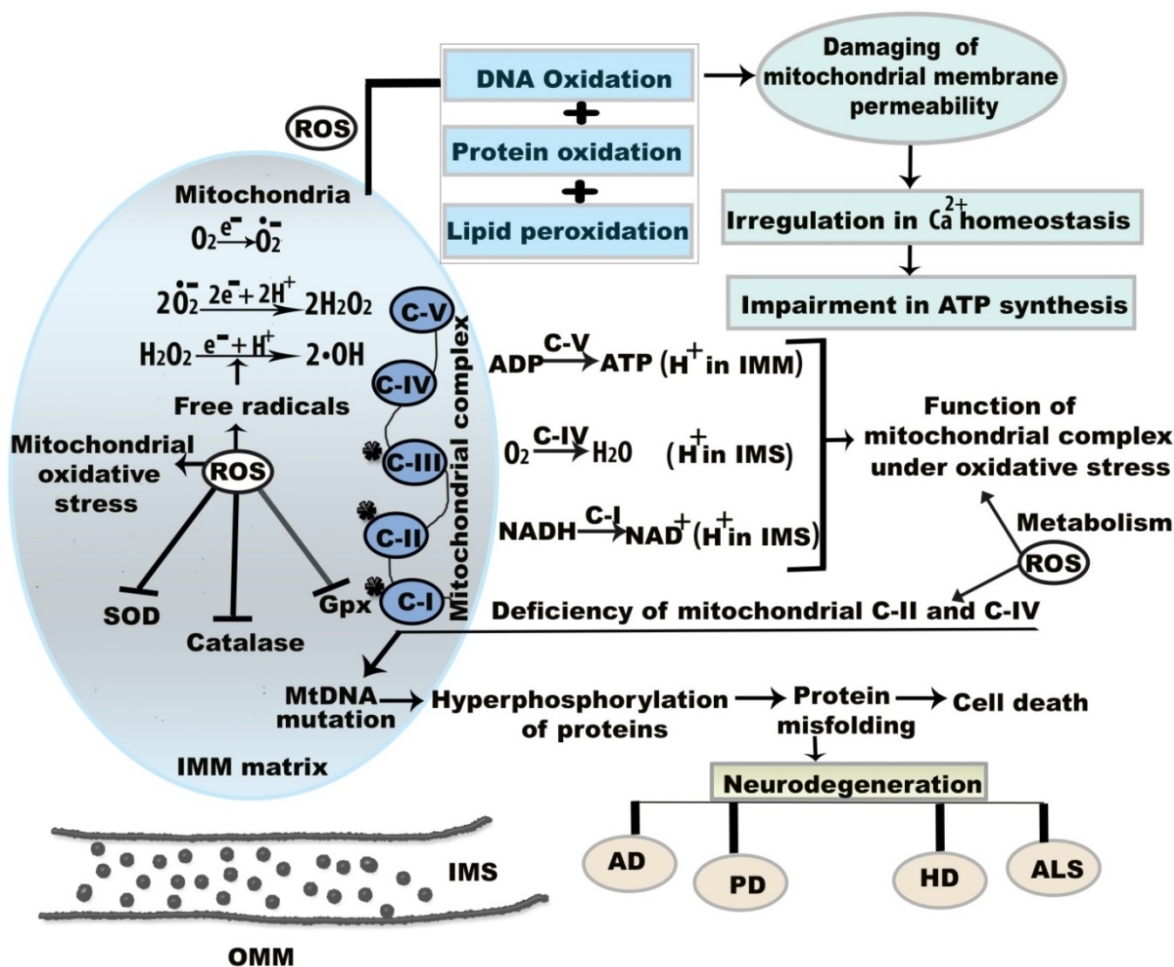 Damaging of
mitochondrial membrane
permeability
DNA Oxidation
+
Protein oxidation
+
Lipid peroxidation
ROS
Irregulation in Ca2+ homeostasis
Impairment in ATP synthesis
Mitochondria
O2 e− → O2•−
2O2•− 2e− + 2H+ → 2H2O2
H2O2 e− + H+ → 2•OH
Free radicals
Mitochondrial
oxidative
stress
ROS
SOD
Catalase
Gpx
C-V
C-IV
* C-III
* C-II
* C-I
Mitochondrial complex
ADP C-V → ATP (H+ in IMM)
O2 C-IV → H2O (H+ in IMS)
NADH C-I → NAD+ (H+ in IMS)
Function of
mitochondrial complex
under oxidative stress
Metabolism
ROS
Deficiency of mitochondrial C-II and C-IV
MtDNA
mutation
Hyperphosphorylation
of proteins
Protein
misfolding
Cell death
IMM matrix
Neurodegeneration
AD
PD
HD
ALS
IMS
OMM